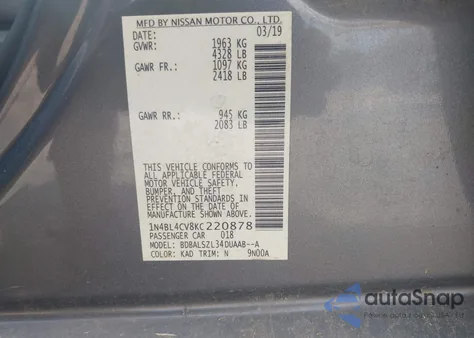 MFD BY NISSAN MOTOR CO., LTD.
DATE: 03/19
GVWR: 1963 KG
4328 LB
GAWR FR.: 1097 KG
2418 LB
GAWR RR.: 945 KG
2083 LB
THIS VEHICLE CONFORMS TO
ALL APPLICABLE FEDERAL
MOTOR VEHICLE SAFETY,
BUMPER, AND THEFT
PREVENTION STANDARDS
IN EFFECT ON THE DATE OF
MANUFACTURE SHOWN ABOVE.
1N4BL4CV8KC220878
PASSENGER CAR 018
MODEL: BDBALSZL34DUAAB--A
COLOR: KAD TRIM: N 9N00A
autoSnap